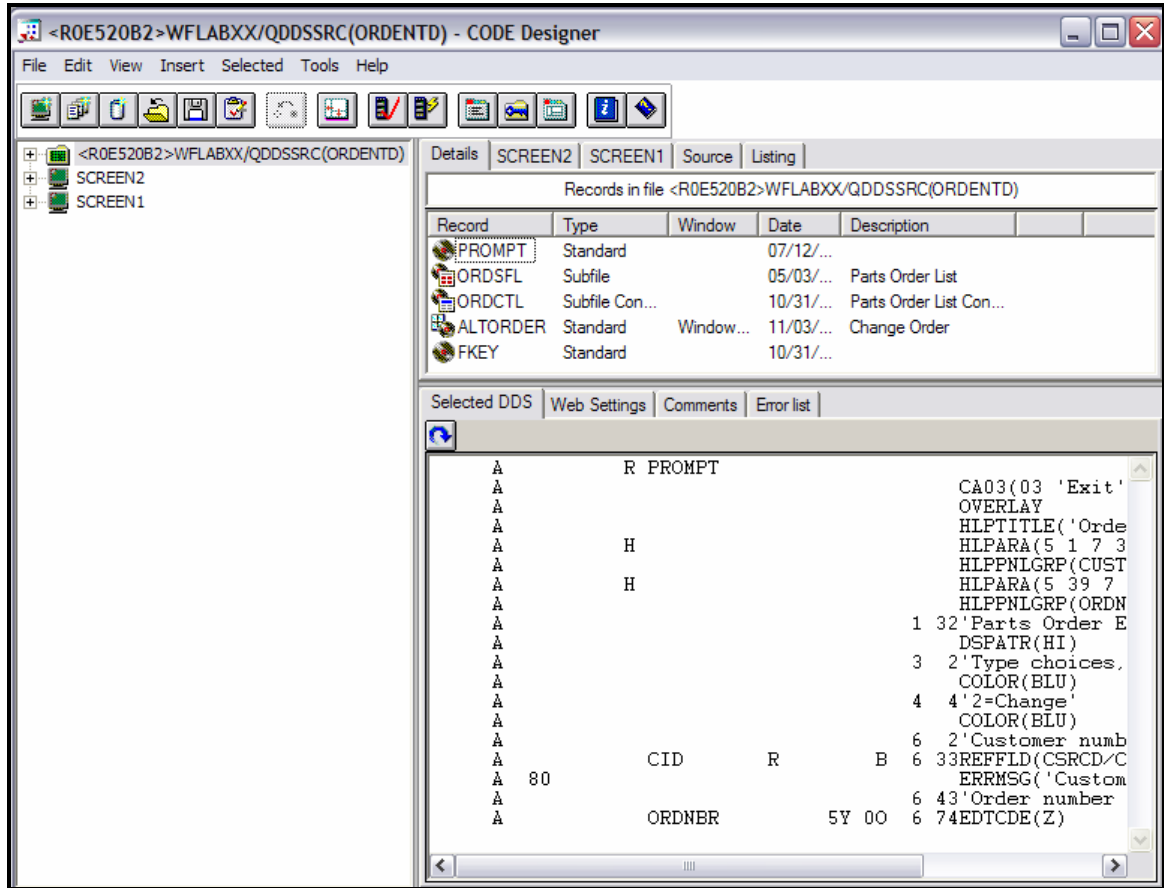 <R0E520B2>WFLABXX/QDDSSRC(ORDENTD) - CODE Designer
File Edit View Insert Selected Tools Help
<R0E520B2>WFLABXX/QDDSSRC(ORDENTD)
SCREEN2
SCREEN1
Details SCREEN2 SCREEN1 Source Listing
Records in file <R0E520B2>WFLABXX/QDDSSRC(ORDENTD)
Record Type Window Date Description
PROMPT Standard 07/12/...
ORDSFL Subfile 05/03/... Parts Order List
ORDCTL Subfile Con... 10/31/... Parts Order List Con...
ALTORDER Standard Window... 11/03/... Change Order
FKEY Standard 10/31/...
Selected DDS Web Settings Comments Error list
A R PROMPT
A CA03(03 'Exit'
A OVERLAY
A HLPTITLE('Orde
A H HLPARA(5 1 7 3
A HLPPNLGRP(CUST
A H HLPARA(5 39 7
A HLPPNLGRP(ORDN
A 1 32'Parts Order E
A DSPATR(HI)
A 3 2'Type choices,
A COLOR(BLU)
A 4 4'2=Change'
A COLOR(BLU)
A 6 2'Customer numb
A CID R B 6 33REFFLD(CSRCD/C
A 80 ERRMSG('Custom
A 6 43'Order number
A ORDNBR 5Y 0O 6 74EDTCDE(Z)